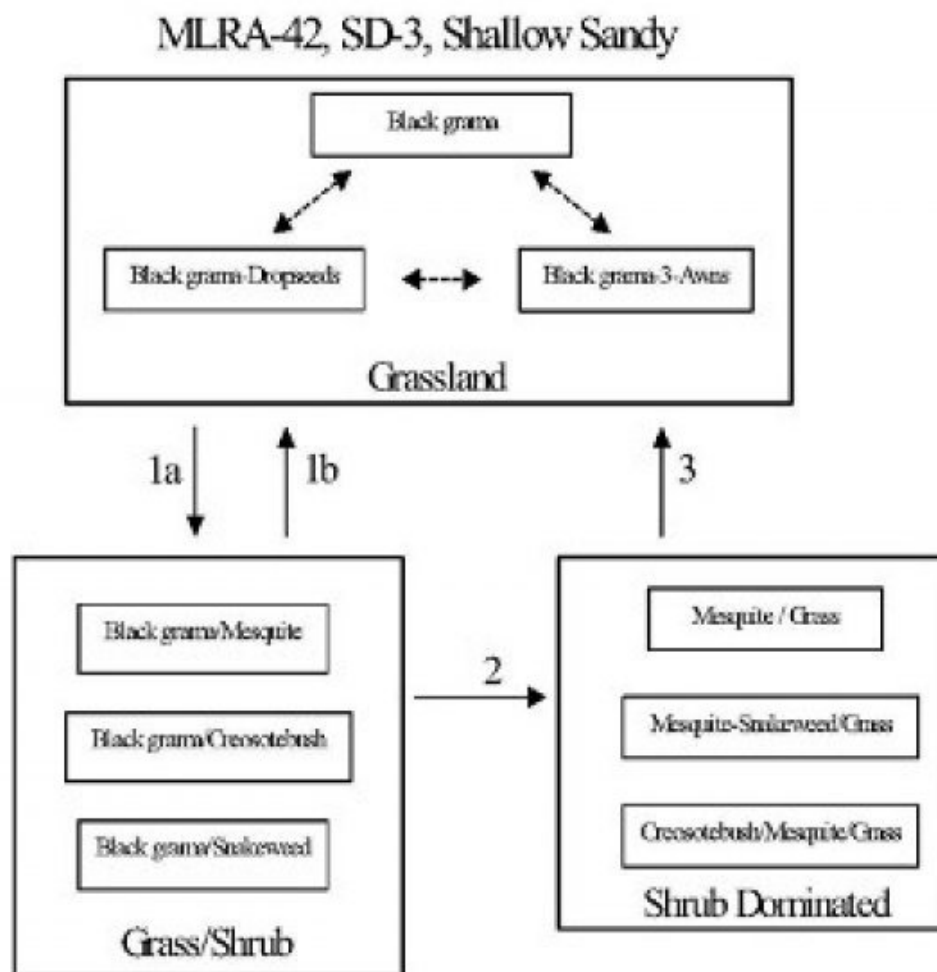 MLRA-42, SD-3, Shallow Sandy
Black grama
Black grama-Dropseeds
Black grama-3-Awns
Grassland
1a
1b
3
Black grama/Mesquite
Black grama/Creosotebush
Black grama/Snakeweed
Grass/Shrub
2
Mesquite / Grass
Mesquite-Snakeweed/Grass
Creosotebush/Mesquite/Grass
Shrub Dominated